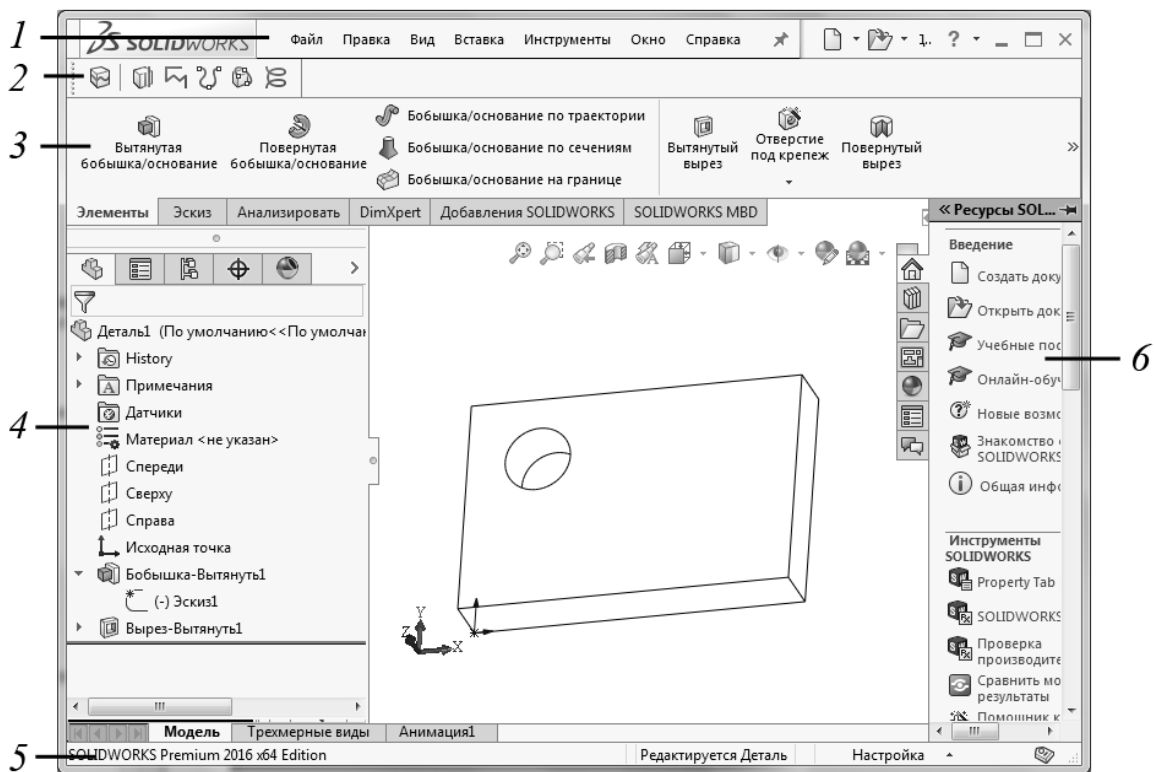 1
SOLIDWORKS Файл Правка Вид Вставка Инструменты Окно Справка
2
3
Вытянутая бобышка/основание
Повернутая бобышка/основание
Бобышка/основание по траектории
Бобышка/основание по сечениям
Бобышка/основание на границе
Вытянутый вырез
Отверстие под крепеж
Повернутый вырез
Элементы Эскиз Анализировать DimXpert Добавления SOLIDWORKS SOLIDWORKS MBD
4
Деталь1 (По умолчанию<<По умолчан
History
Примечания
Датчики
Материал <не указан>
Спереди
Сверху
Справа
Исходная точка
Бобышка-Вытянуть1
(-) Эскиз1
Вырез-Вытянуть1
Y
Z
X
« Ресурсы SOL...
Введение
Создать доку
Открыть док
Учебные пос
Онлайн-обуч
Новые возмо
Знакомство с
SOLIDWORKS
Общая инфо
6
Инструменты
SOLIDWORKS
Property Tab
SOLIDWORKS
Проверка
производите
Сравнить мо
результаты
Помощник к
Модель Трехмерные виды Анимация1
5
SOLIDWORKS Premium 2016 x64 Edition Редактируется Деталь Настройка